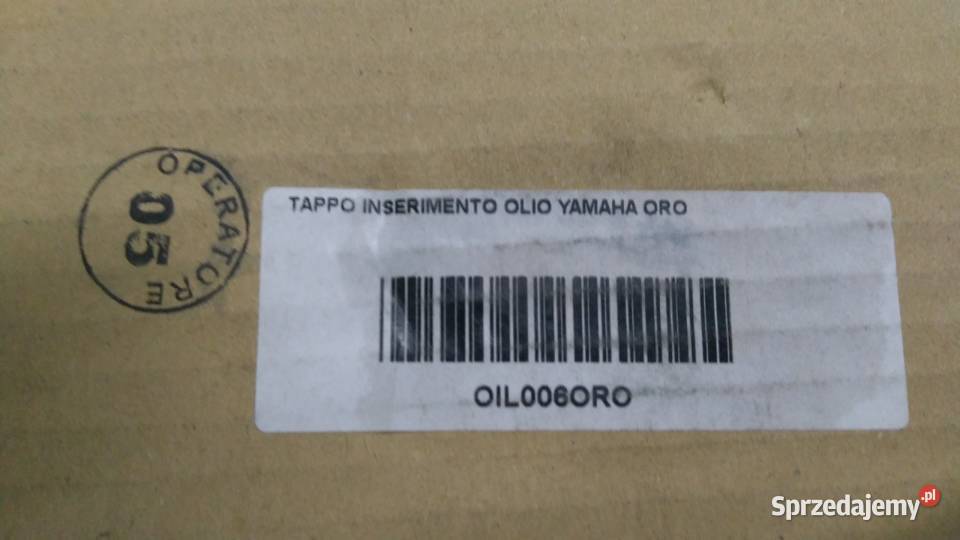 OPERATORE
05
TAPPO INSERIMENTO OLIO YAMAHA ORO
OIL006ORO
Sprzedajemy.pl